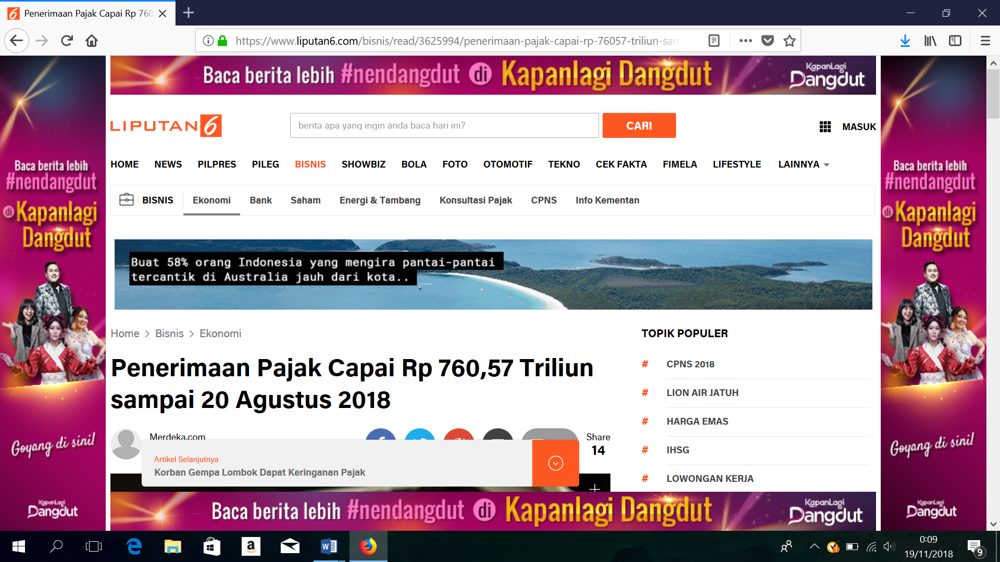 Penerimaan Pajak Capai Rp 760
https://www.liputan6.com/bisnis/read/3625994/penerimaan-pajak-capai-rp-76057-triliun-sam
Baca berita lebih #nendangdut di Kapanlagi Dangdut
KapanLagi
Dangdut
LIPUTAN 6
berita apa yang ingin anda baca hari ini?
CARI
MASUK
HOME NEWS PILPRES PILEG BISNIS SHOWBIZ BOLA FOTO OTOMOTIF TEKNO CEK FAKTA FIMELA LIFESTYLE LAINNYA
BISNIS Ekonomi Bank Saham Energi & Tambang Konsultasi Pajak CPNS Info Kementan
Baca berita lebih
#nendangdut
di Kapanlagi
Dangdut
Goyang di sini!
KapanLagi
Dangdut
Buat 58% orang Indonesia yang mengira pantai-pantai
tercantik di Australia jauh dari kota..
Home > Bisnis > Ekonomi
Penerimaan Pajak Capai Rp 760,57 Triliun
sampai 20 Agustus 2018
Merdeka.com
Share
14
Artikel Selanjutnya
Korban Gempa Lombok Dapat Keringanan Pajak
TOPIK POPULER
# CPNS 2018
# LION AIR JATUH
# HARGA EMAS
# IHSG
# LOWONGAN KERJA
Baca berita lebih
#nendangdut
di Kapanlagi
Dangdut
Goyang di sini!
KapanLagi
Dangdut
Baca berita lebih #nendangdut di Kapanlagi Dangdut
KapanLagi
Dangdut
0:09
19/11/2018
9